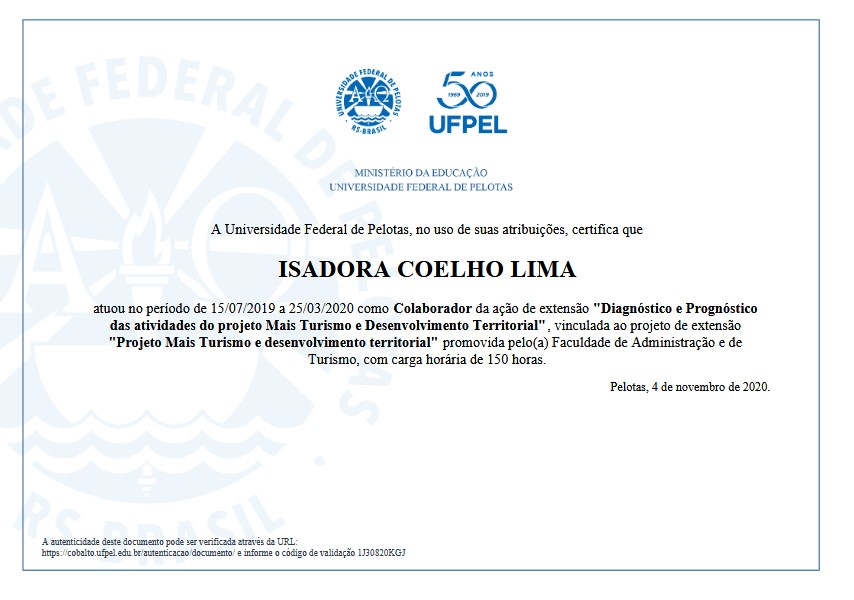 UNIVERSIDADE FEDERAL DE PELOTAS
RS-BRASIL
50 ANOS
1969 2019
UFPEL
MINISTÉRIO DA EDUCAÇÃO
UNIVERSIDADE FEDERAL DE PELOTAS
A Universidade Federal de Pelotas, no uso de suas atribuições, certifica que
ISADORA COELHO LIMA
atuou no período de 15/07/2019 a 25/03/2020 como Colaborador da ação de extensão "Diagnóstico e Prognóstico
das atividades do projeto Mais Turismo e Desenvolvimento Territorial", vinculada ao projeto de extensão
"Projeto Mais Turismo e desenvolvimento territorial" promovida pelo(a) Faculdade de Administração e de
Turismo, com carga horária de 150 horas.
Pelotas, 4 de novembro de 2020.
A autenticidade deste documento pode ser verificada através da URL:
https://cobalto.ufpel.edu.br/autenticacao/documento/ e informe o código de validação 1J30820KGJ